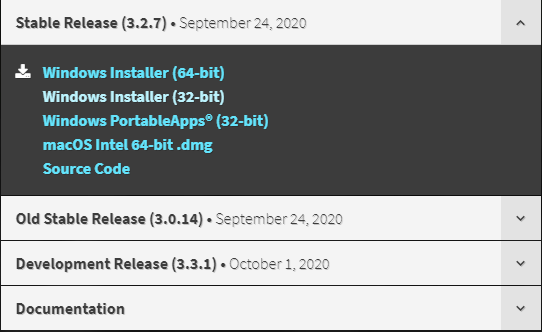 Stable Release (3.2.7) • September 24, 2020
Windows Installer (64-bit)
Windows Installer (32-bit)
Windows PortableApps® (32-bit)
macOS Intel 64-bit .dmg
Source Code
Old Stable Release (3.0.14) • September 24, 2020
Development Release (3.3.1) • October 1, 2020
Documentation